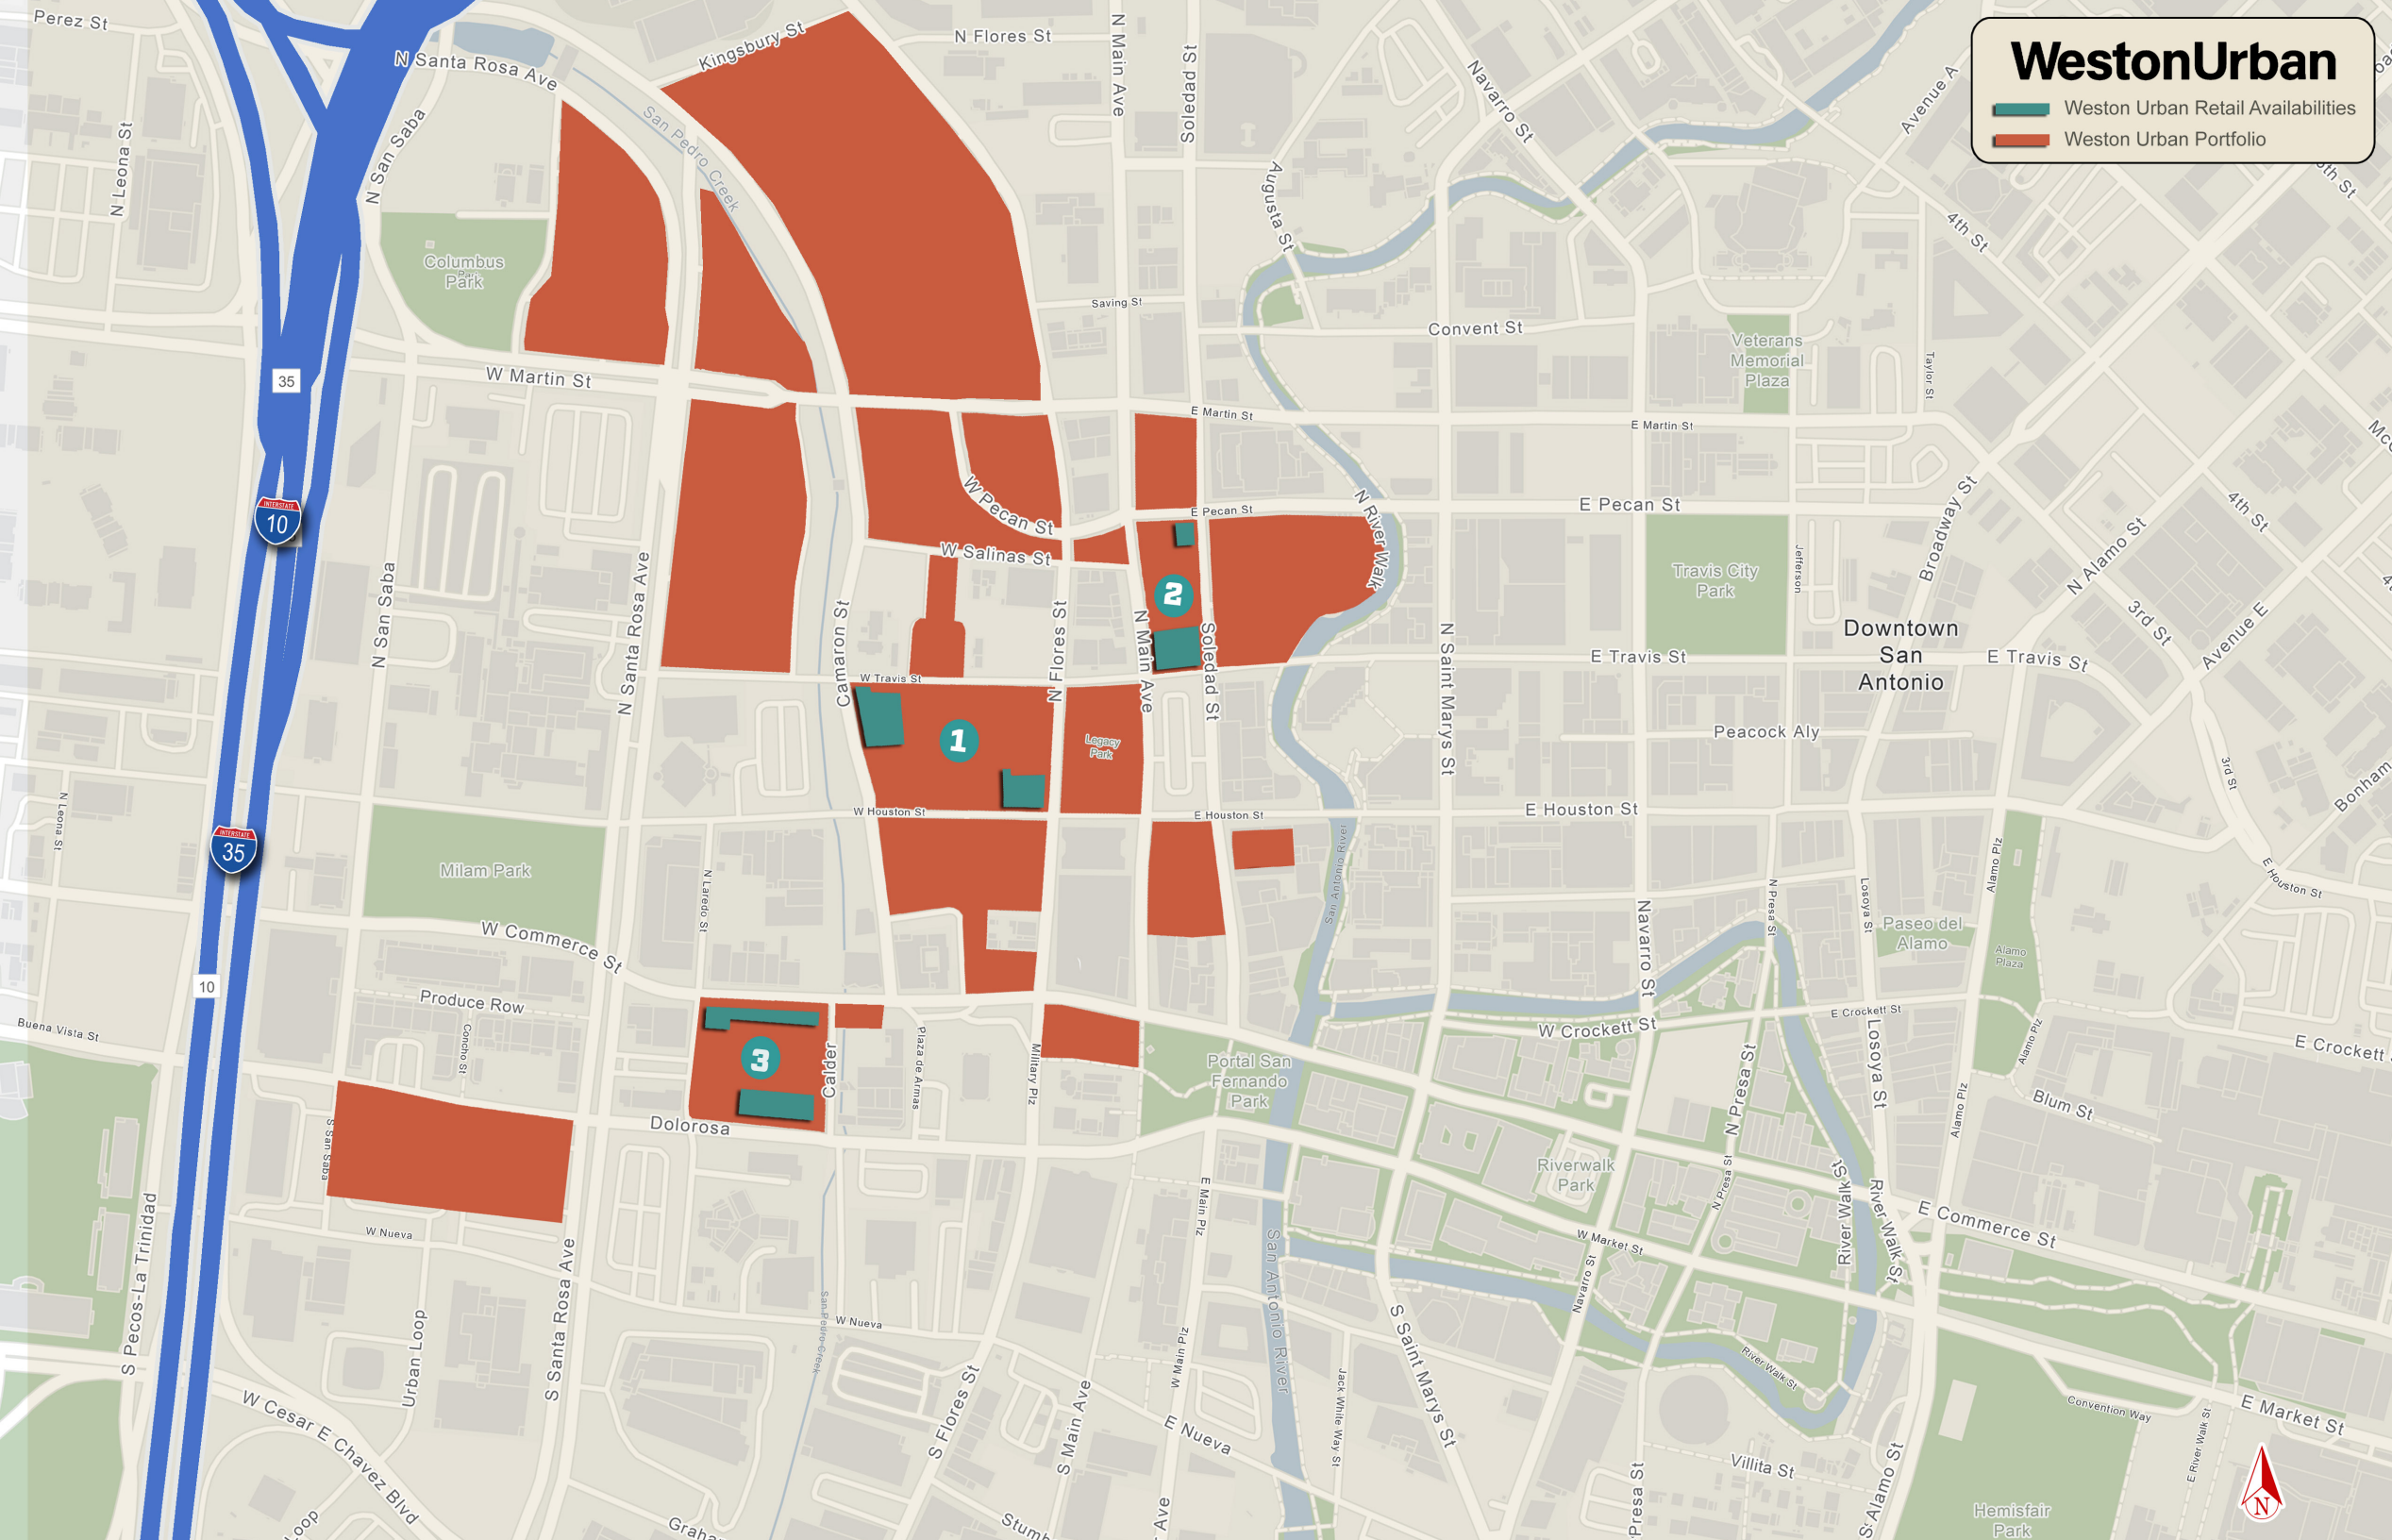 WestonUrban
Weston Urban Retail Availabilities
Weston Urban Portfolio
Perez St
N Santa Rosa Ave
Kingsbury St
N Flores St
N Main Ave
Soledad St
Navarro St
Avenue A
N Leona St
N San Saba
San Pedro Creek
Augusta St
4th St
Columbus
Park
Saving St
Convent St
Veterans
Memorial
Plaza
Taylor St
35
W Martin St
E Martin St
E Martin St
INTERSTATE
10
W Pecan St
E Pecan St
E Pecan St
N River Walk
W Salinas St
N San Saba
N Santa Rosa Ave
Camaron St
N Flores St
N Main Ave
2
Soledad St
N Saint Marys St
Travis City
Park
Jefferson
Broadway St
N Alamo St
4th St
3rd St
Avenue E
Downtown
San
Antonio
E Travis St
E Travis St
W Travis St
1
Legacy
Park
Peacock Aly
3rd St
Bonham
N Leona St
INTERSTATE
35
W Houston St
E Houston St
E Houston St
E Houston St
Milam Park
N Laredo St
San Antonio River
Alamo Plz
N Presa St
Losoya St
Paseo del
Alamo
Alamo
Plaza
W Commerce St
Navarro St
10
Produce Row
Concho St
Buena Vista St
3
Calder
Plaza de Armas
Military Plz
Portal San
Fernando
Park
W Crockett St
E Crockett St
E Crockett
Losoya St
N Presa St
Alamo Plz
Alamo Plz
Blum St
Dolorosa
S San Saba
Riverwalk
Park
N Presa St
River Walk St
River Walk St
E Commerce St
W Nueva
E Main Plz
San Antonio River
W Market St
Navarro St
S Pecos-La Trinidad
S Santa Rosa Ave
Urban Loop
San Pedro Creek
W Nueva
W Main Plz
Jack White Way St
S Saint Marys St
River Walk St
Convention Way
E Market St
E River Walk St
W Cesar E Chavez Blvd
S Flores St
S Main Ave
E Nueva
Villita St
Presa St
S Alamo St
Hemisfair
Park
Loop
Ave
N